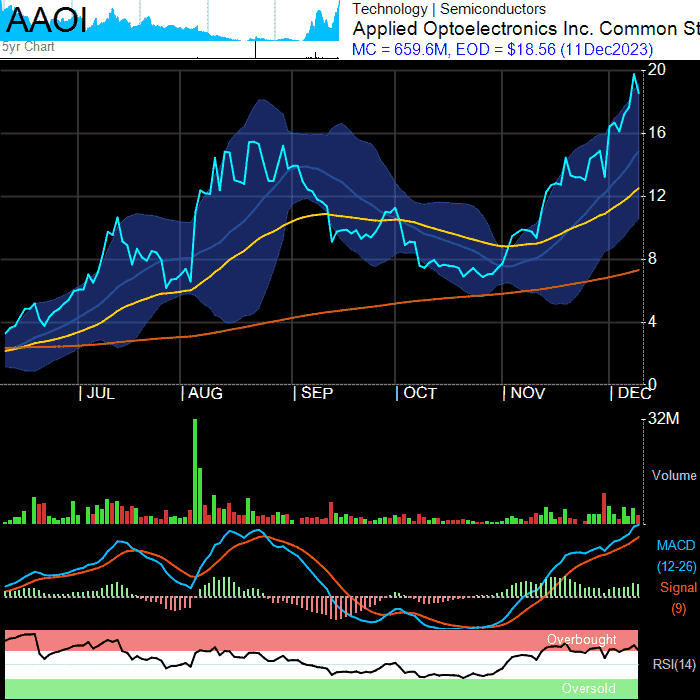 AAOI
5yr Chart
Technology | Semiconductors
Applied Optoelectronics Inc. Common St
MC = 659.6M, EOD = $18.56 (11Dec2023)
20
16
12
8
4
0
| JUL
| AUG
| SEP
| OCT
| NOV
| DEC
32M
Volume
MACD
(12-26)
Signal
(9)
Overbought
RSI(14)
Oversold